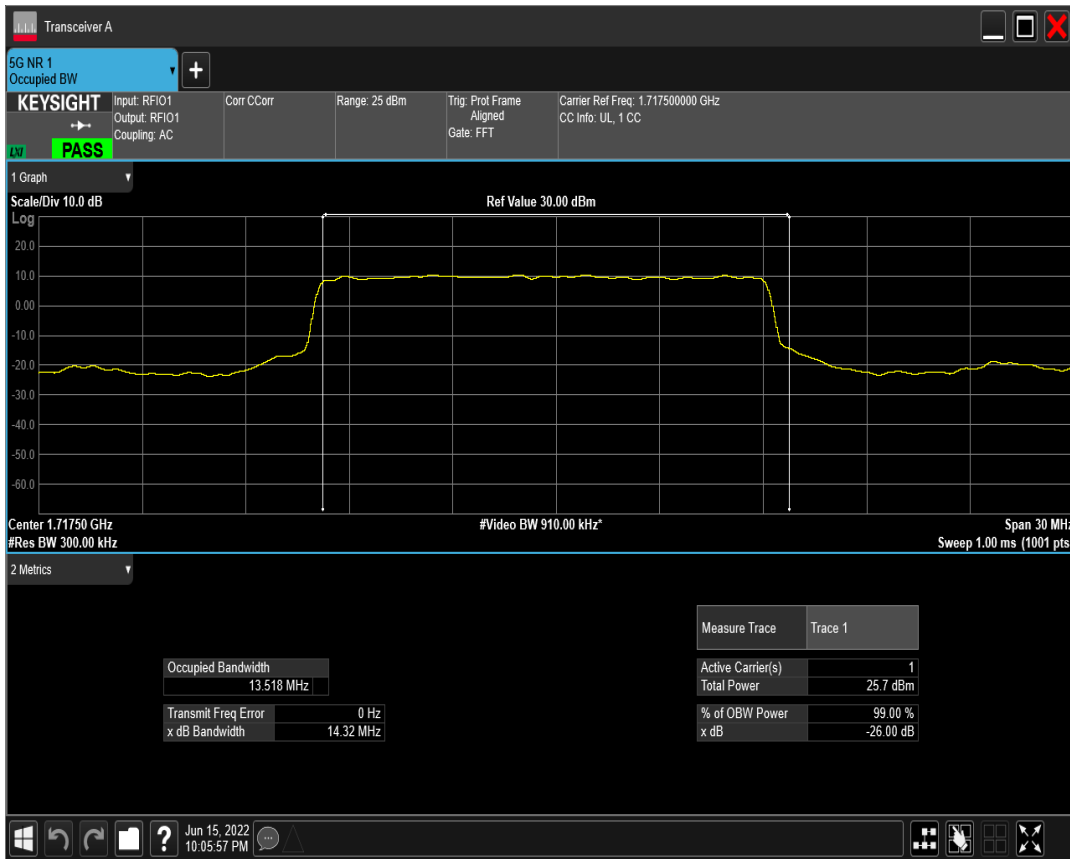 Transceiver A
5G NR 1
Occupied BW
+
KEYSIGHT
LXI
PASS
Input: RFIO1
Output: RFIO1
Coupling: AC
Corr CCorr
Range: 25 dBm
Trig: Prot Frame
Aligned
Gate: FFT
Carrier Ref Freq: 1.717500000 GHz
CC Info: UL, 1 CC
1 Graph
Scale/Div 10.0 dB
Ref Value 30.00 dBm
Log
20.0
10.0
0.00
-10.0
-20.0
-30.0
-40.0
-50.0
-60.0
Center 1.71750 GHz
#Video BW 910.00 kHz*
Span 30 MHz
#Res BW 300.00 kHz
Sweep 1.00 ms (1001 pts
2 Metrics
Measure Trace Trace 1
Occupied Bandwidth
13.518 MHz
Active Carrier(s) 1
Total Power 25.7 dBm
Transmit Freq Error 0 Hz
x dB Bandwidth 14.32 MHz
% of OBW Power 99.00 %
x dB -26.00 dB
?
Jun 15, 2022
10:05:57 PM